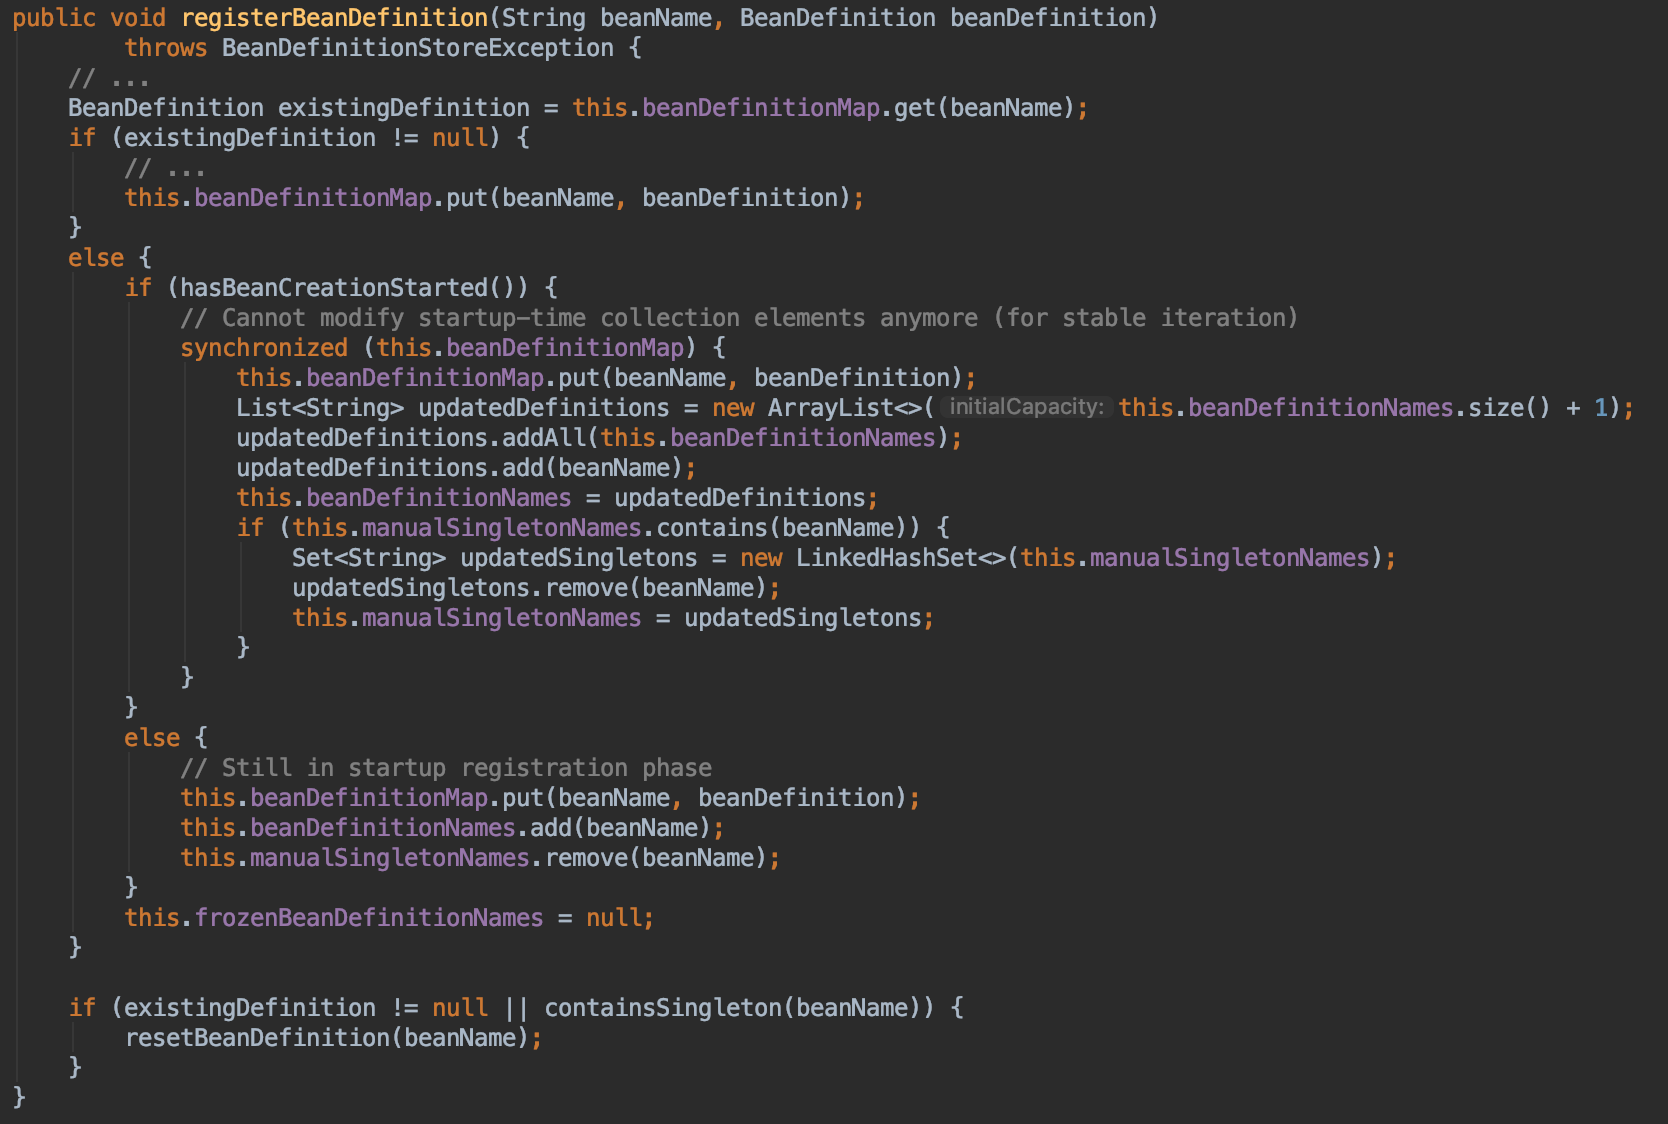 public void registerBeanDefinition(String beanName, BeanDefinition beanDefinition)
        throws BeanDefinitionStoreException {
    // ...
    BeanDefinition existingDefinition = this.beanDefinitionMap.get(beanName);
    if (existingDefinition != null) {
        // ...
        this.beanDefinitionMap.put(beanName, beanDefinition);
    }
    else {
        if (hasBeanCreationStarted()) {
            // Cannot modify startup-time collection elements anymore (for stable iteration)
            synchronized (this.beanDefinitionMap) {
                this.beanDefinitionMap.put(beanName, beanDefinition);
                List<String> updatedDefinitions = new ArrayList<>( initialCapacity: this.beanDefinitionNames.size() + 1);
                updatedDefinitions.addAll(this.beanDefinitionNames);
                updatedDefinitions.add(beanName);
                this.beanDefinitionNames = updatedDefinitions;
                if (this.manualSingletonNames.contains(beanName)) {
                    Set<String> updatedSingletons = new LinkedHashSet<>(this.manualSingletonNames);
                    updatedSingletons.remove(beanName);
                    this.manualSingletonNames = updatedSingletons;
                }
            }
        }
        else {
            // Still in startup registration phase
            this.beanDefinitionMap.put(beanName, beanDefinition);
            this.beanDefinitionNames.add(beanName);
            this.manualSingletonNames.remove(beanName);
        }
        this.frozenBeanDefinitionNames = null;
    }

    if (existingDefinition != null || containsSingleton(beanName)) {
        resetBeanDefinition(beanName);
    }
}